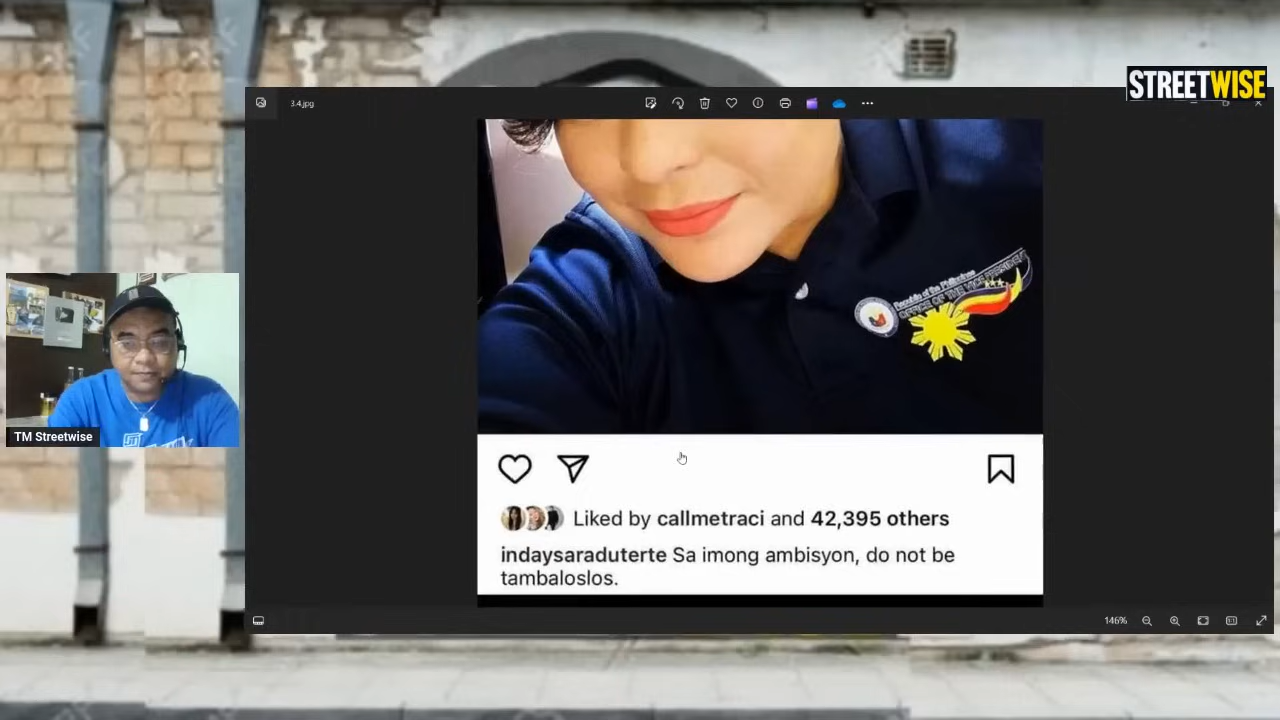 STREETWISE
3.4.jpg
Republic of the Philippines
OFFICE OF THE VICE PRESIDENT
TM Streetwise
Liked by callmetraci and 42,395 others
indaysaraduterte Sa imong ambisyon, do not be
tambaloslos.
146%